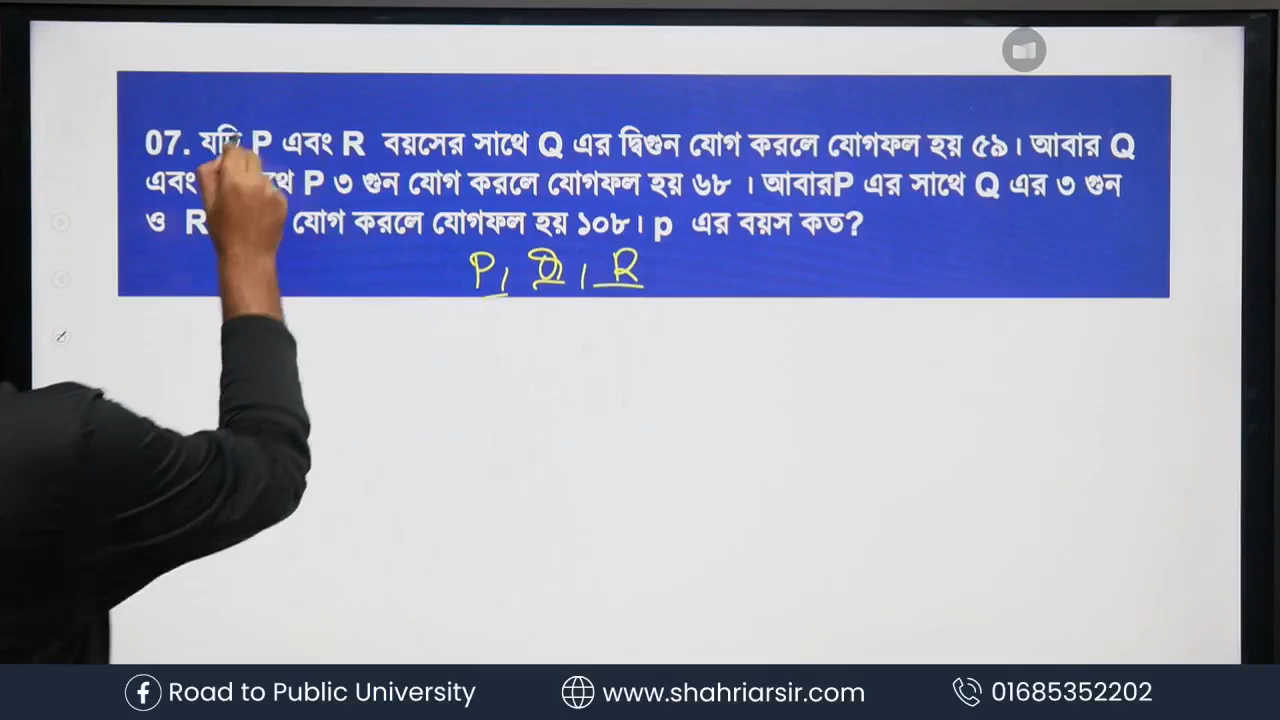 07. যদি P এবং R বয়সের সাথে Q এর দ্বিগুন যোগ করলে যোগফল হয় ৫৯। আবার Q
এবং P ৩ গুন যোগ করলে যোগফল হয় ৬৮ । আবারP এর সাথে Q এর ৩ গুন
ও R যোগ করলে যোগফল হয় ১০৮। p এর বয়স কত?
P, Q, R
Road to Public University www.shahriarsir.com 01685352202